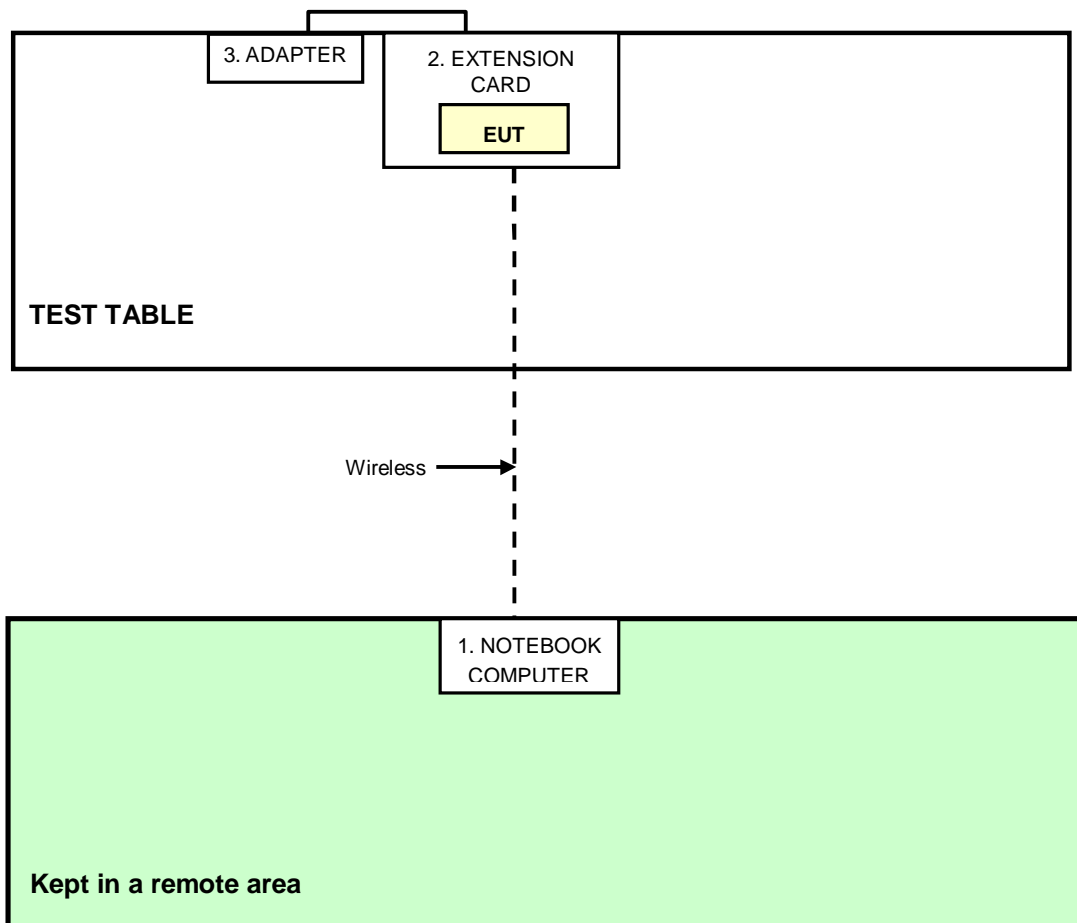 3. ADAPTER
2. EXTENSION
CARD
EUT
TEST TABLE
Wireless
1. NOTEBOOK
COMPUTER
Kept in a remote area